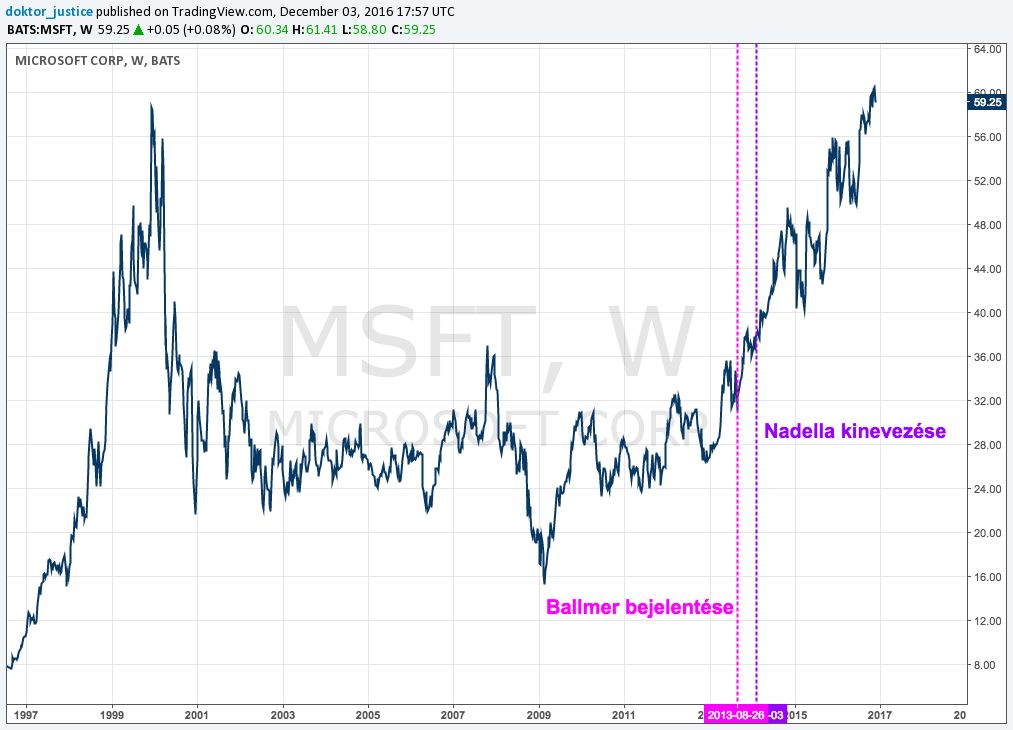 doktor_justice published on TradingView.com, December 03, 2016 17:57 UTC
BATS:MSFT, W 59.25 ▲ +0.05 (+0.08%) O: 60.34 H: 61.41 L: 58.80 C: 59.25
MICROSOFT CORP, W, BATS
64.00
60.00
59.25
56.00
52.00
48.00
44.00
40.00
MSFT, W
36.00
32.00
MICROSOFT CORP
Nadella kinevezése
28.00
24.00
20.00
16.00
Ballmer bejelentése
12.00
8.00
1997 1999 2001 2003 2005 2007 2009 2011 2013-08-26 -03 2015 2017 20